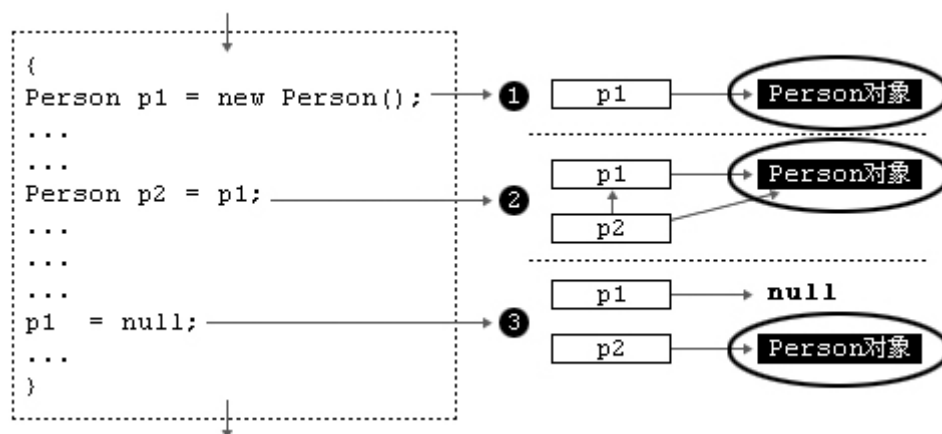 {
Person p1 = new Person();
...
...
Person p2 = p1;
...
...
...
p1  = null;
...
}
1
p1
Person对象
2
p1
Person对象
p2
3
p1
null
p2
Person对象